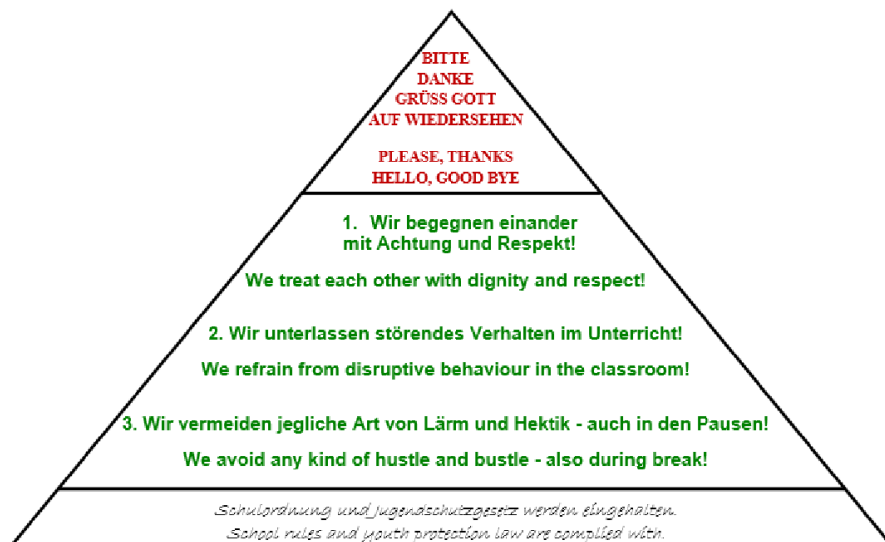 BITTE
DANKE
GRÜSS GOTT
AUF WIEDERSEHEN
PLEASE, THANKS
HELLO, GOOD BYE
1. Wir begegnen einander
mit Achtung und Respekt!
We treat each other with dignity and respect!
2. Wir unterlassen störendes Verhalten im Unterricht!
We refrain from disruptive behaviour in the classroom!
3. Wir vermeiden jegliche Art von Lärm und Hektik - auch in den Pausen!
We avoid any kind of hustle and bustle - also during break!
Schulordnung und Jugendschutzgesetz werden eingehalten.
School rules and youth protection law are complied with.